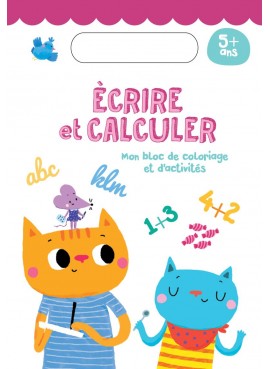 5+
ans
ÉCRIRE
et CALCULER
Mon bloc de coloriage
et d'activités
abc
klm
1+3
4+2